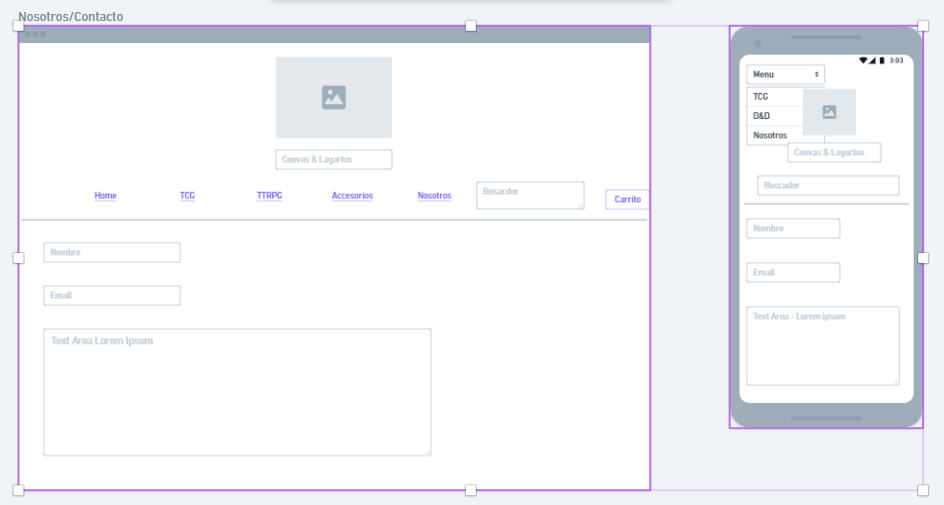 Nosotros/Contacto
Cuevas & Lagartos
Home TCG TTRPG Accesorios Nosotros Busacdor Carrito
Nombre
Email
Text Area Lorem Ipsum
3:03
Menu
TCG
D&D
Nosotros
Cuevas & Lagartos
Buscador
Nombre
Email
Text Area - Lorem ipsum